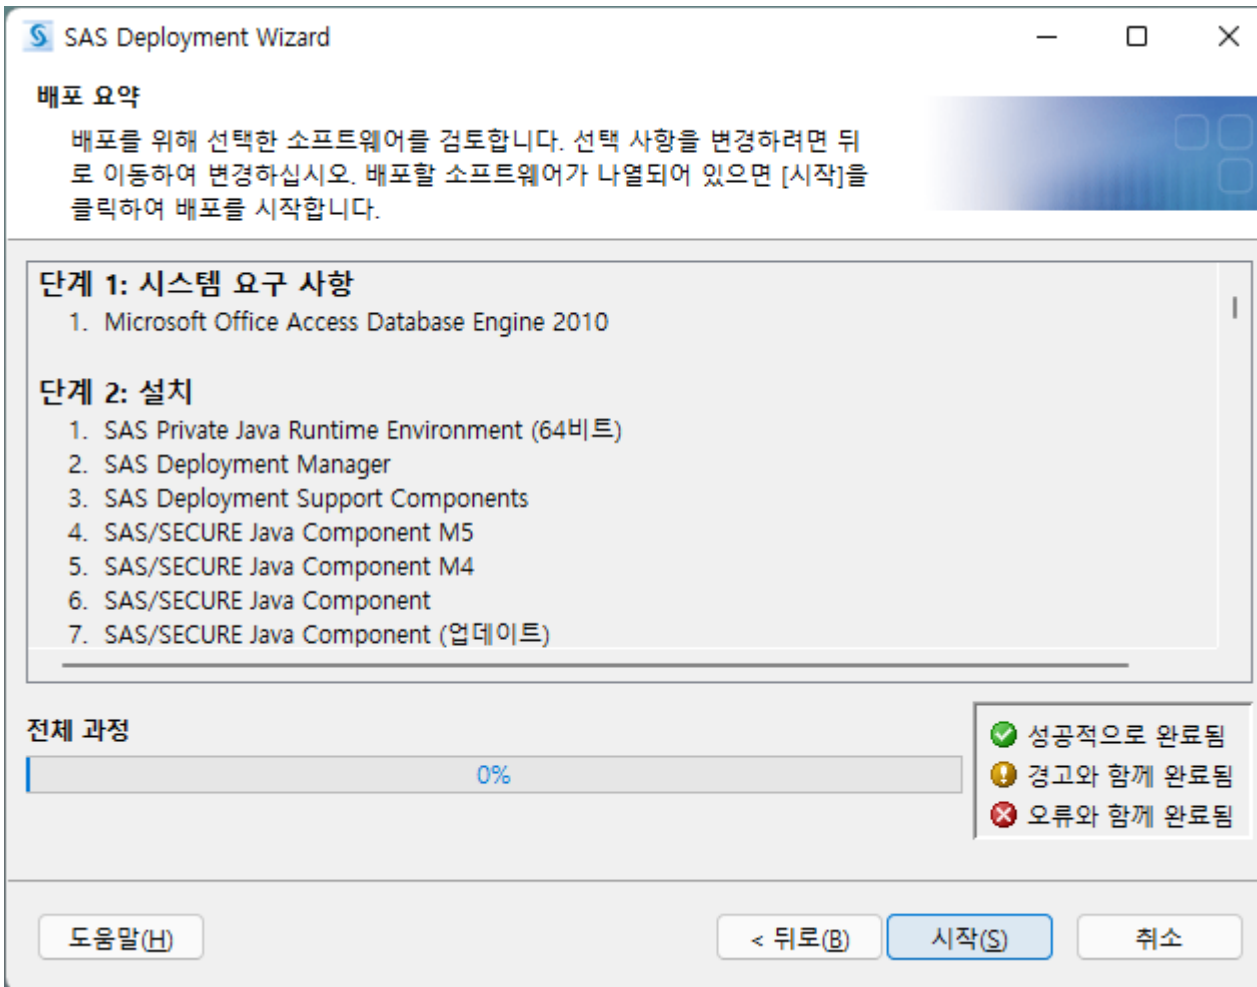 SAS Deployment Wizard
배포 요약
배포를 위해 선택한 소프트웨어를 검토합니다. 선택 사항을 변경하려면 뒤
로 이동하여 변경하십시오. 배포할 소프트웨어가 나열되어 있으면 [시작]을
클릭하여 배포를 시작합니다.
단계 1: 시스템 요구 사항
1. Microsoft Office Access Database Engine 2010
단계 2: 설치
1. SAS Private Java Runtime Environment (64비트)
2. SAS Deployment Manager
3. SAS Deployment Support Components
4. SAS/SECURE Java Component M5
5. SAS/SECURE Java Component M4
6. SAS/SECURE Java Component
7. SAS/SECURE Java Component (업데이트)
전체 과정
0%
성공적으로 완료됨
경고와 함께 완료됨
오류와 함께 완료됨
도움말(H)
< 뒤로(B)
시작(S)
취소